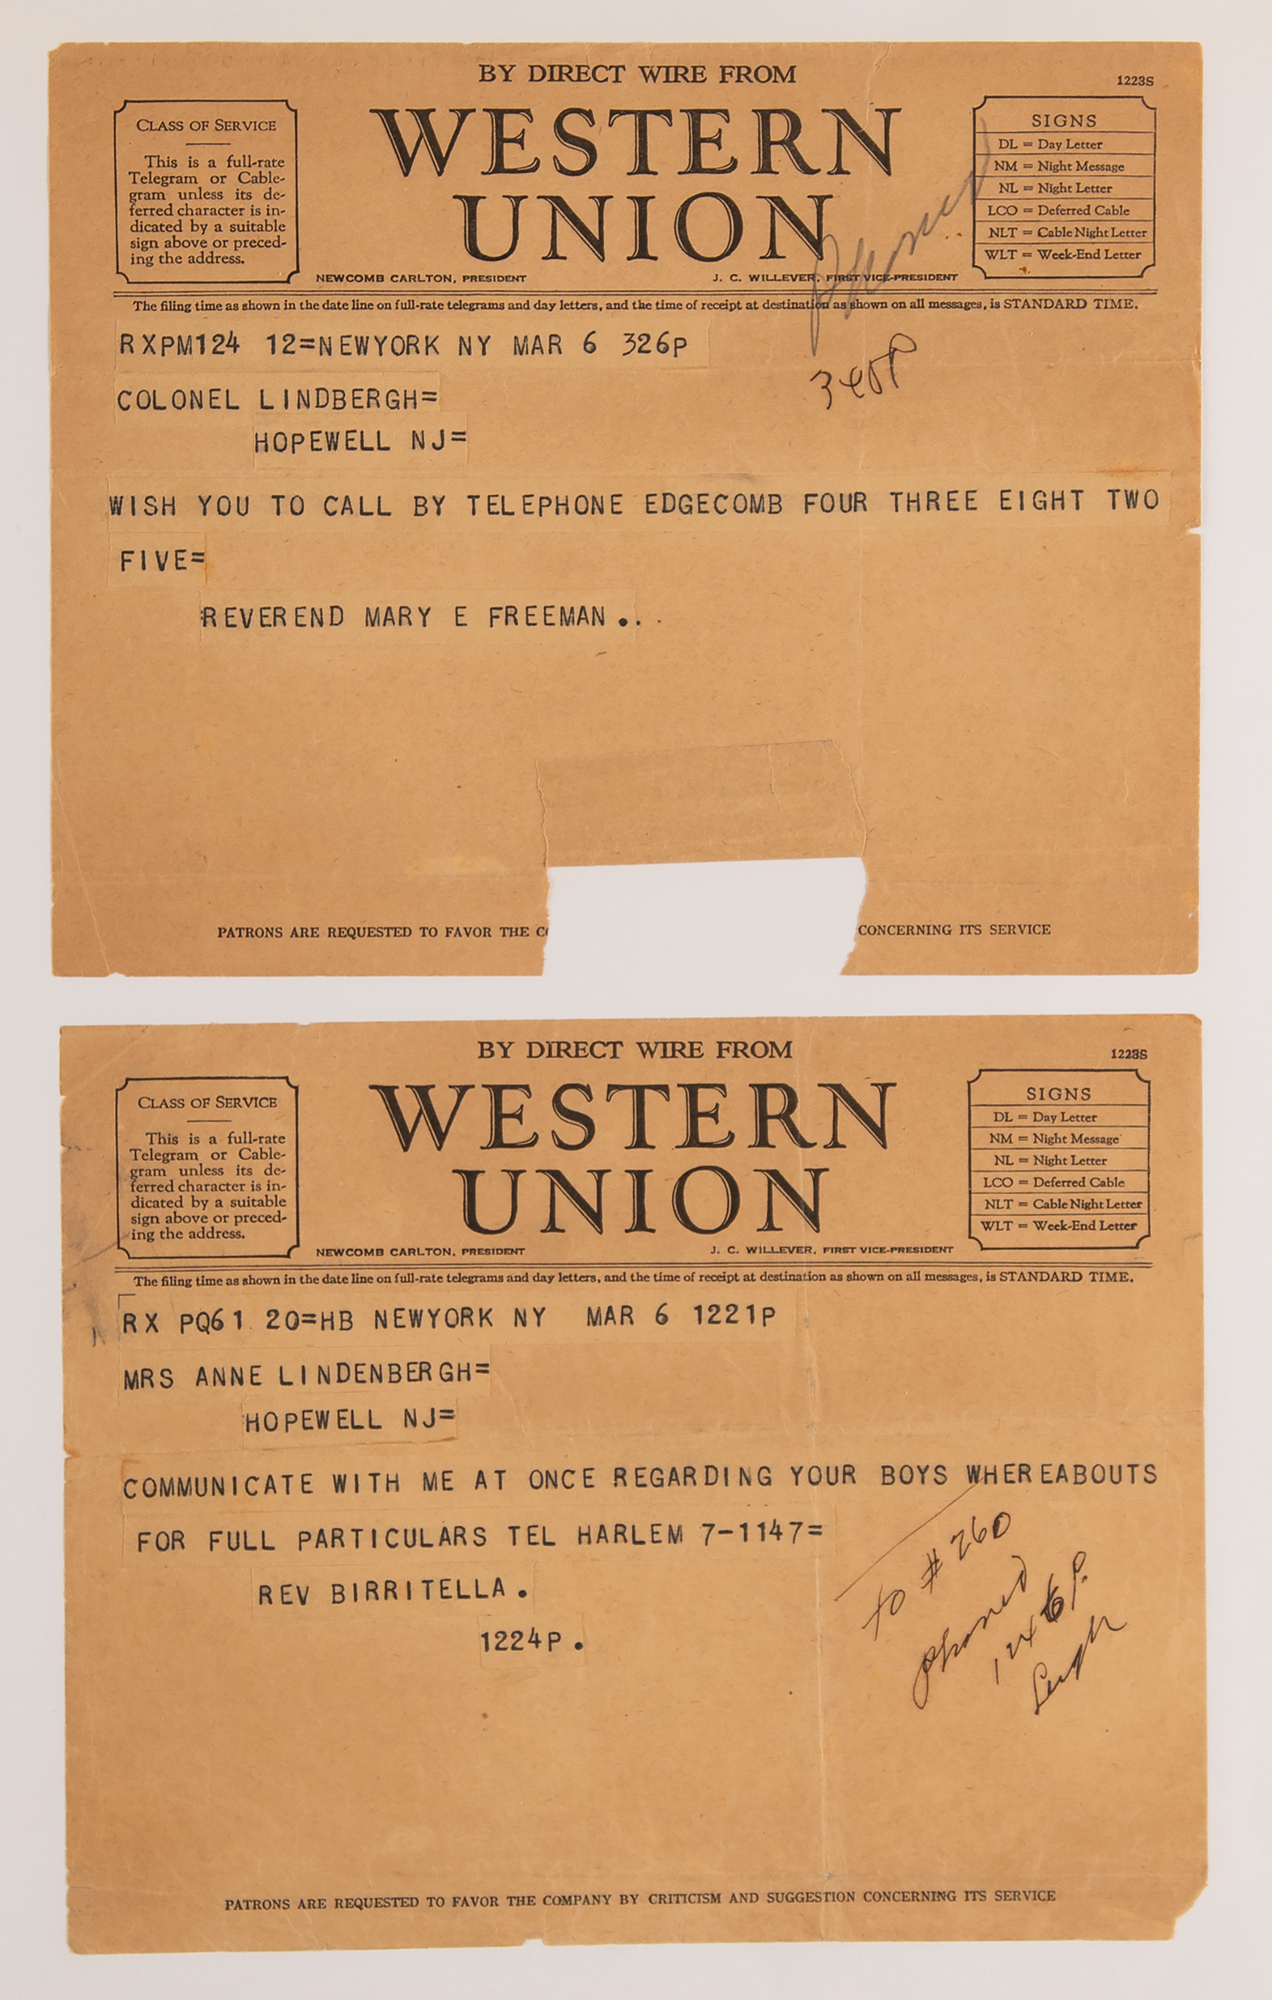 BY DIRECT WIRE FROM
1223S
CLASS OF SERVICE
This is a full-rate
Telegram or Cable-
gram unless its de-
ferred character is in-
dicated by a suitable
sign above or preced-
ing the address.
WESTERN
UNION
SIGNS
DL = Day Letter
NM = Night Message
NL = Night Letter
LCO = Deferred Cable
NLT = Cable Night Letter
WLT = Week-End Letter
NEWCOMB CARLTON, PRESIDENT
J. C. WILLEVER, FIRST VICE-PRESIDENT
phoned
The filing time as shown in the date line on full-rate telegrams and day letters, and the time of receipt at destination as shown on all messages, is STANDARD TIME.
RXPM124 12=NEWYORK NY MAR 6 326P
340P
COLONEL LINDBERGH=
HOPEWELL NJ=
WISH YOU TO CALL BY TELEPHONE EDGECOMB FOUR THREE EIGHT TWO
FIVE=
REVEREND MARY E FREEMAN...
PATRONS ARE REQUESTED TO FAVOR THE CONCERNING ITS SERVICE
BY DIRECT WIRE FROM
1223S
CLASS OF SERVICE
This is a full-rate
Telegram or Cable-
gram unless its de-
ferred character is in-
dicated by a suitable
sign above or preced-
ing the address.
WESTERN
UNION
SIGNS
DL = Day Letter
NM = Night Message
NL = Night Letter
LCO = Deferred Cable
NLT = Cable Night Letter
WLT = Week-End Letter
NEWCOMB CARLTON, PRESIDENT
J. C. WILLEVER, FIRST VICE-PRESIDENT
The filing time as shown in the date line on full-rate telegrams and day letters, and the time of receipt at destination as shown on all messages, is STANDARD TIME.
RX PQ61 20=HB NEWYORK NY MAR 6 1221P
MRS ANNE LINDENBERGH=
HOPEWELL NJ=
COMMUNICATE WITH ME AT ONCE REGARDING YOUR BOYS WHEREABOUTS
FOR FULL PARTICULARS TEL HARLEM 7-1147=
REV BIRRITELLA.
1224P.
to # 260
phoned
PATRONS ARE REQUESTED TO FAVOR THE COMPANY BY CRITICISM AND SUGGESTION CONCERNING ITS SERVICE